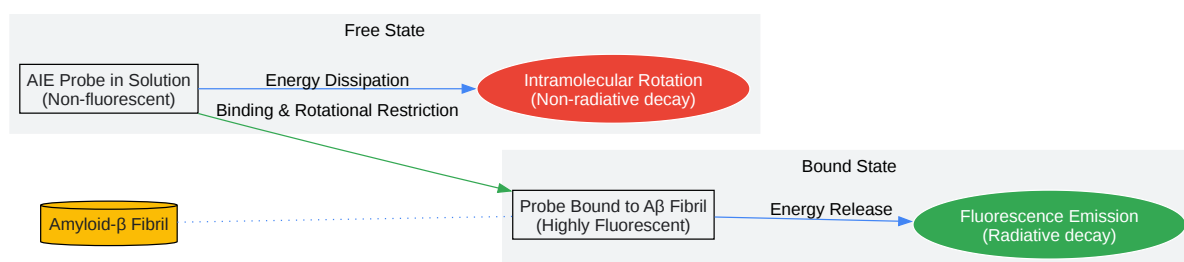 Free State
AIE Probe in Solution
(Non-fluorescent)
Energy Dissipation
Intramolecular Rotation
(Non-radiative decay)
Binding & Rotational Restriction
Bound State
Amyloid-β Fibril
Probe Bound to Aβ Fibril
(Highly Fluorescent)
Energy Release
Fluorescence Emission
(Radiative decay)